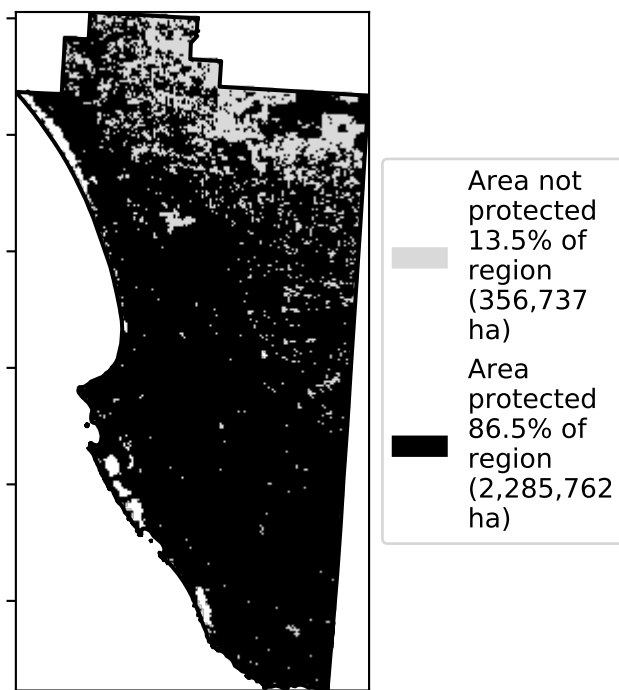 Area not
protected
13.5% of
region
(356,737
ha)
Area
protected
86.5% of
region
(2,285,762
ha)